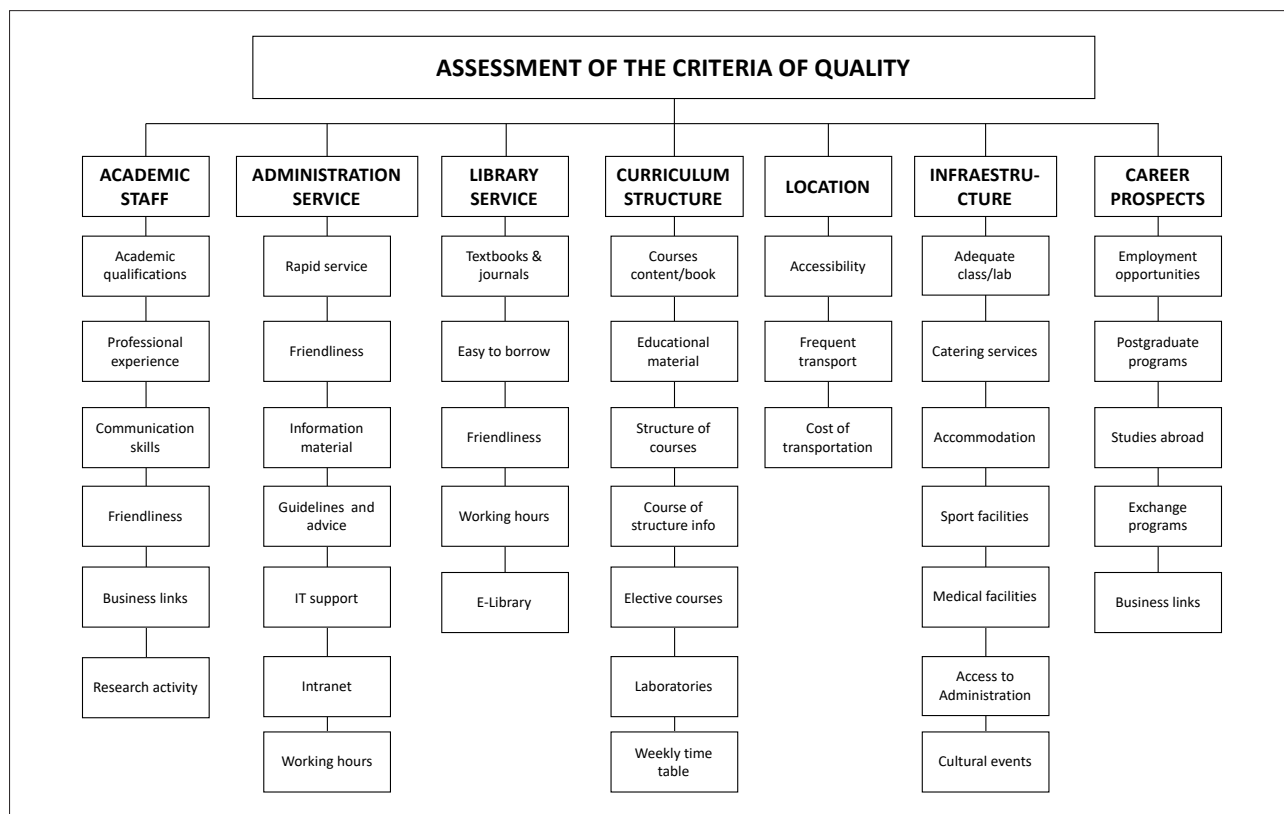 ASSESSMENT OF THE CRITERIA OF QUALITY
ACADEMIC
STAFF
Academic
qualifications
Professional
experience
Communication
skills
Friendliness
Business links
Research activity
ADMINISTRATION
SERVICE
Rapid service
Friendliness
Information
material
Guidelines and
advice
IT support
Intranet
Working hours
LIBRARY
SERVICE
Textbooks &
journals
Easy to borrow
Friendliness
Working hours
E-Library
CURRICULUM
STRUCTURE
Courses
content/book
Educational
material
Structure of
courses
Course of
structure info
Elective courses
Laboratories
Weekly time
table
LOCATION
Accessibility
Frequent
transport
Cost of
transportation
INFRAESTRU-
CTURE
Adequate
class/lab
Catering services
Accommodation
Sport facilities
Medical facilities
Access to
Administration
Cultural events
CAREER
PROSPECTS
Employment
opportunities
Postgraduate
programs
Studies abroad
Exchange
programs
Business links